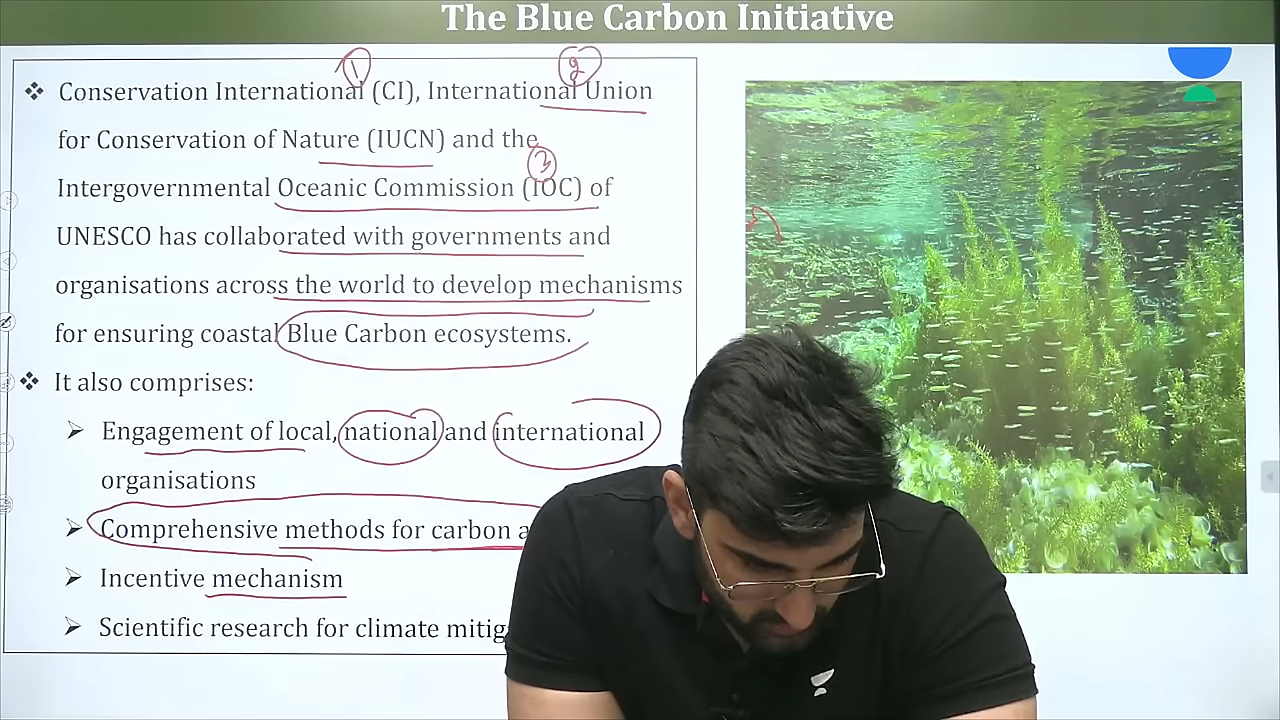 The Blue Carbon Initiative
1
2
❖ Conservation International (CI), International Union
for Conservation of Nature (IUCN) and the
3
Intergovernmental Oceanic Commission (IOC) of
UNESCO has collaborated with governments and
organisations across the world to develop mechanisms
for ensuring coastal Blue Carbon ecosystems.
❖ It also comprises:
➢ Engagement of local, national and international
organisations
➢ Comprehensive methods for carbon
➢ Incentive mechanism
➢ Scientific research for climate